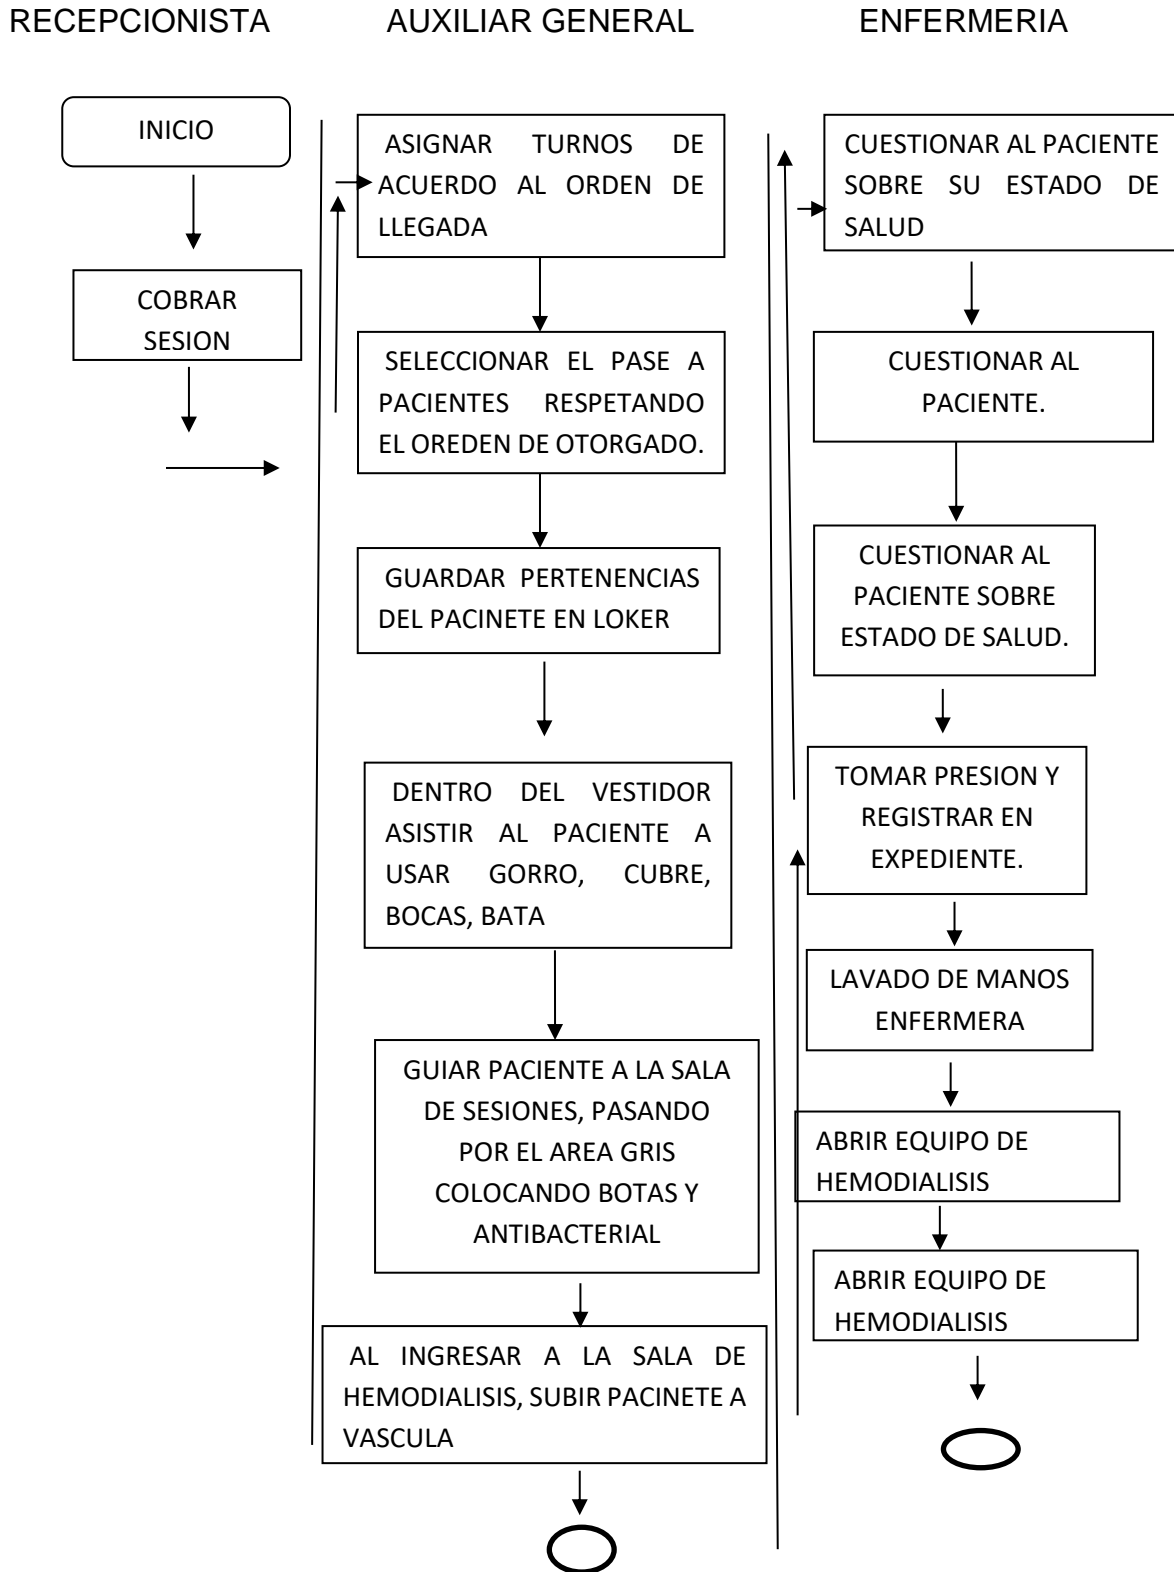 RECEPCIONISTA
AUXILIAR GENERAL
ENFERMERIA
INICIO
COBRAR
SESION
ASIGNAR TURNOS DE
ACUERDO AL ORDEN DE
LLEGADA
SELECCIONAR EL PASE A
PACIENTES RESPETANDO
EL OREDEN DE OTORGADO.
GUARDAR PERTENENCIAS
DEL PACINETE EN LOKER
DENTRO DEL VESTIDOR
ASISTIR AL PACIENTE A
USAR GORRO, CUBRE,
BOCAS, BATA
GUIAR PACIENTE A LA SALA
DE SESIONES, PASANDO
POR EL AREA GRIS
COLOCANDO BOTAS Y
ANTIBACTERIAL
AL INGRESAR A LA SALA DE
HEMODIALISIS, SUBIR PACINETE A
VASCULA
CUESTIONAR AL PACIENTE
SOBRE SU ESTADO DE
SALUD
CUESTIONAR AL
PACIENTE.
CUESTIONAR AL
PACIENTE SOBRE
ESTADO DE SALUD.
TOMAR PRESION Y
REGISTRAR EN
EXPEDIENTE.
LAVADO DE MANOS
ENFERMERA
ABRIR EQUIPO DE
HEMODIALISIS
ABRIR EQUIPO DE
HEMODIALISIS